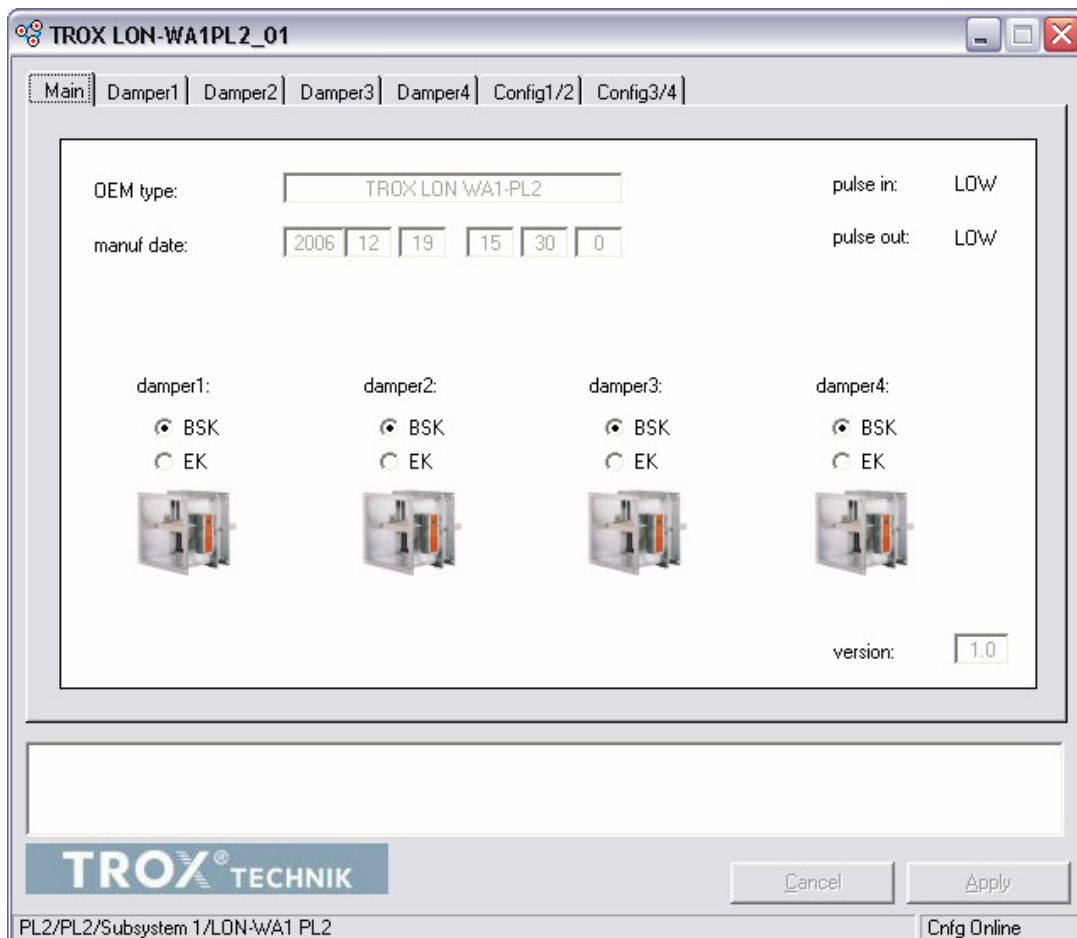 TROX LON-WA1PL2_01
Main Damper1 Damper2 Damper3 Damper4 Config1/2 Config3/4
OEM type: TROX LON WA1-PL2 pulse in: LOW
manuf date: 2006 12 19 15 30 0 pulse out: LOW
damper1: damper2: damper3: damper4:
BSK BSK BSK BSK
EK EK EK EK
version: 1.0
TROX® TECHNIK
Cancel Apply
PL2/PL2/Subsystem 1/LON-WA1 PL2 Cnfg Online